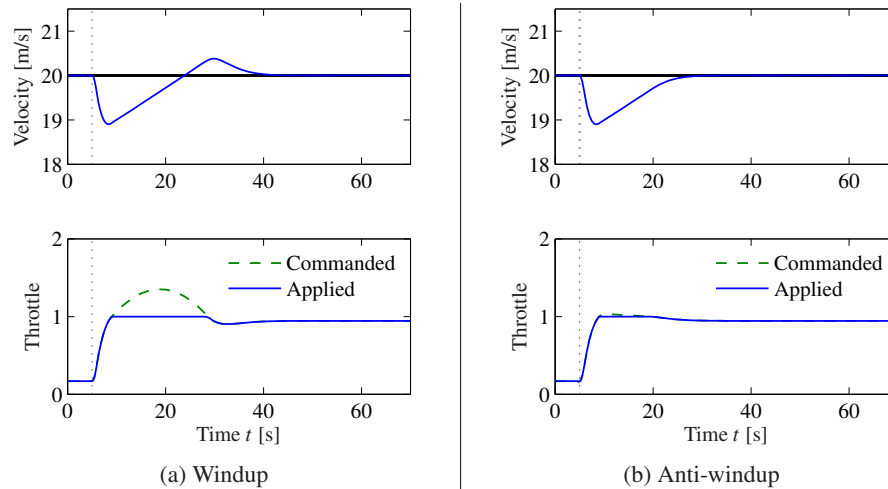 21
20
19
18
Velocity [m/s]
0 20 40 60
2
1
0
Throttle
Commanded
Applied
0 20 40 60
Time t [s]
(a) Windup
21
20
19
18
Velocity [m/s]
0 20 40 60
2
1
0
Throttle
Commanded
Applied
0 20 40 60
Time t [s]
(b) Anti-windup